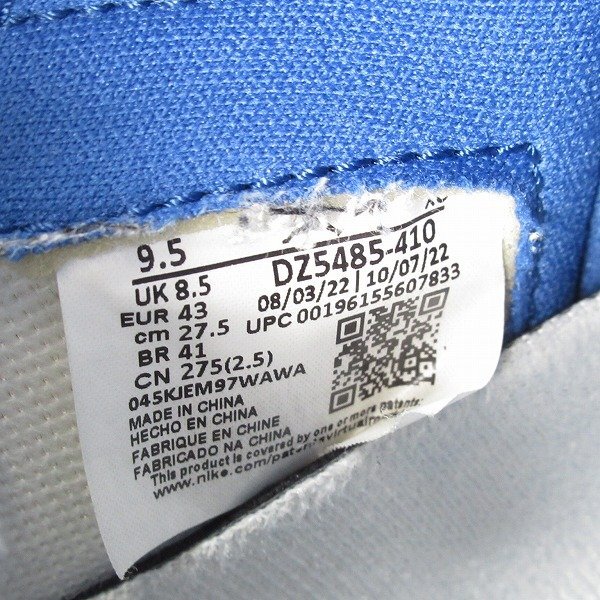 9.5
UK 8.5
EUR 43
cm 27.5
BR 41
CN 275(2.5)
DZ5485-410
08/03/22 | 10/07/22
UPC 00196155607833
045KJEM97WAWA
MADE IN CHINA
HECHO EN CHINA
FABRIQUE EN CHINE
FABRICADO NA CHINA
This product is covered by one or more patents.
www.nike.com/patents